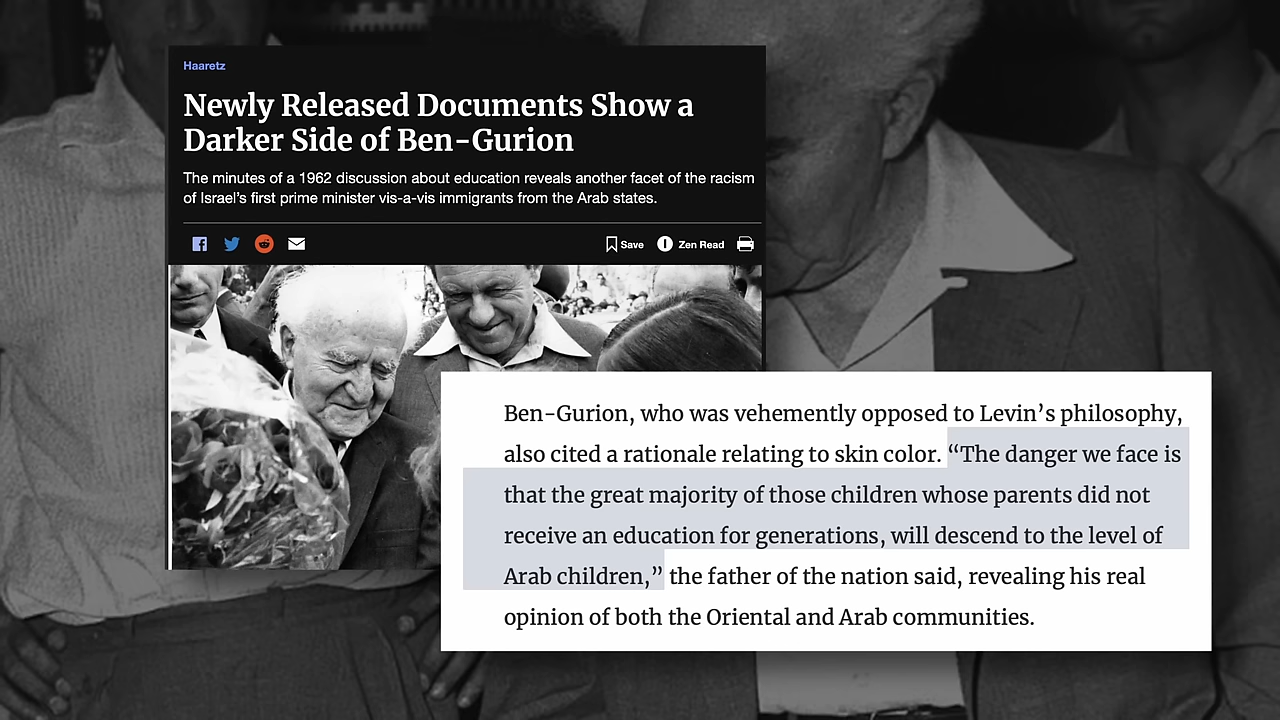 Haaretz
Newly Released Documents Show a
Darker Side of Ben-Gurion
The minutes of a 1962 discussion about education reveals another facet of the racism
of Israel's first prime minister vis-a-vis immigrants from the Arab states.
Save Zen Read
Ben-Gurion, who was vehemently opposed to Levin’s philosophy,
also cited a rationale relating to skin color. “The danger we face is
that the great majority of those children whose parents did not
receive an education for generations, will descend to the level of
Arab children,” the father of the nation said, revealing his real
opinion of both the Oriental and Arab communities.